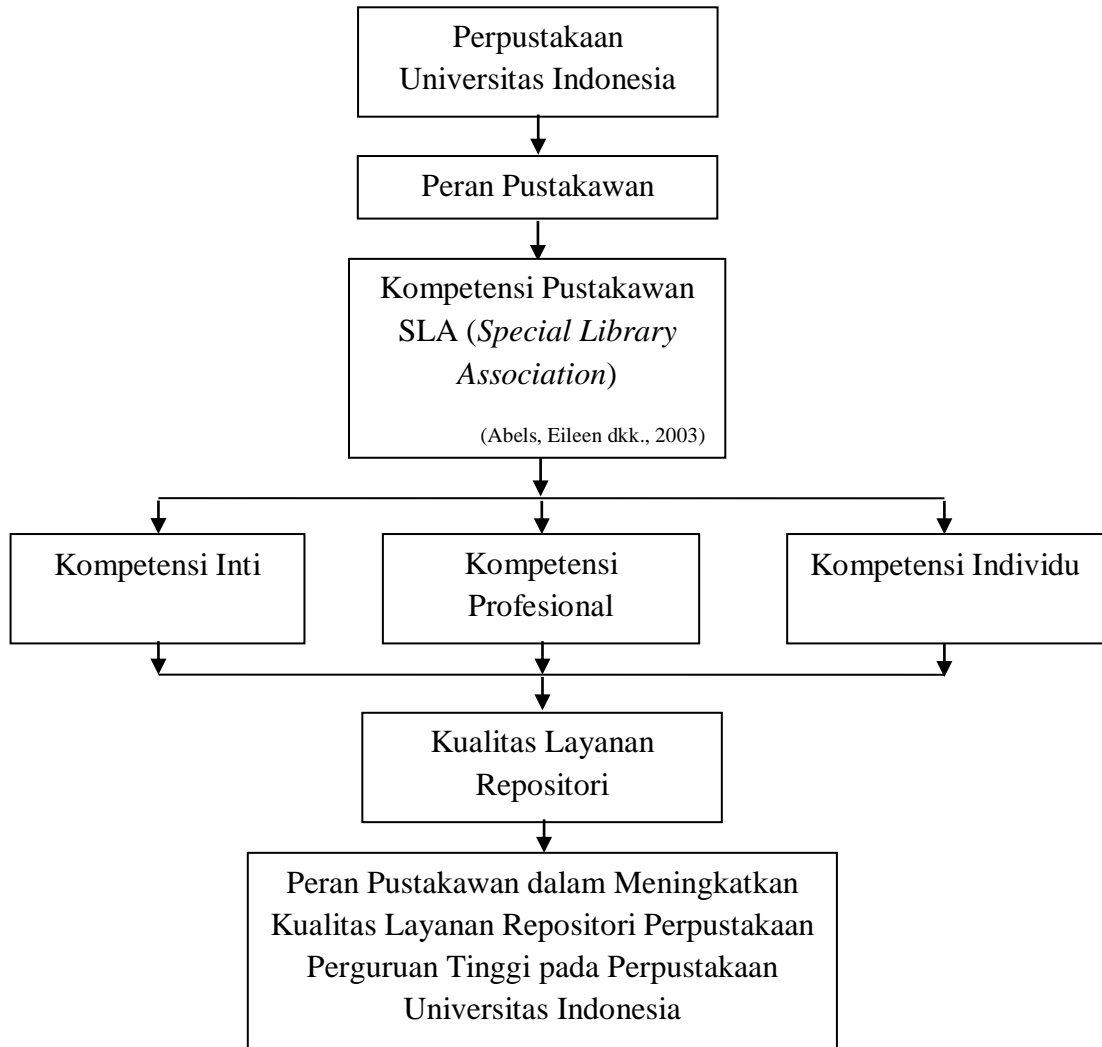 Perpustakaan
Universitas Indonesia
Peran Pustakawan
Kompetensi Pustakawan
SLA (Special Library
Association)
(Abels, Eileen dkk., 2003)
Kompetensi Inti
Kompetensi
Profesional
Kompetensi Individu
Kualitas Layanan
Repositori
Peran Pustakawan dalam Meningkatkan
Kualitas Layanan Repositori Perpustakaan
Perguruan Tinggi pada Perpustakaan
Universitas Indonesia